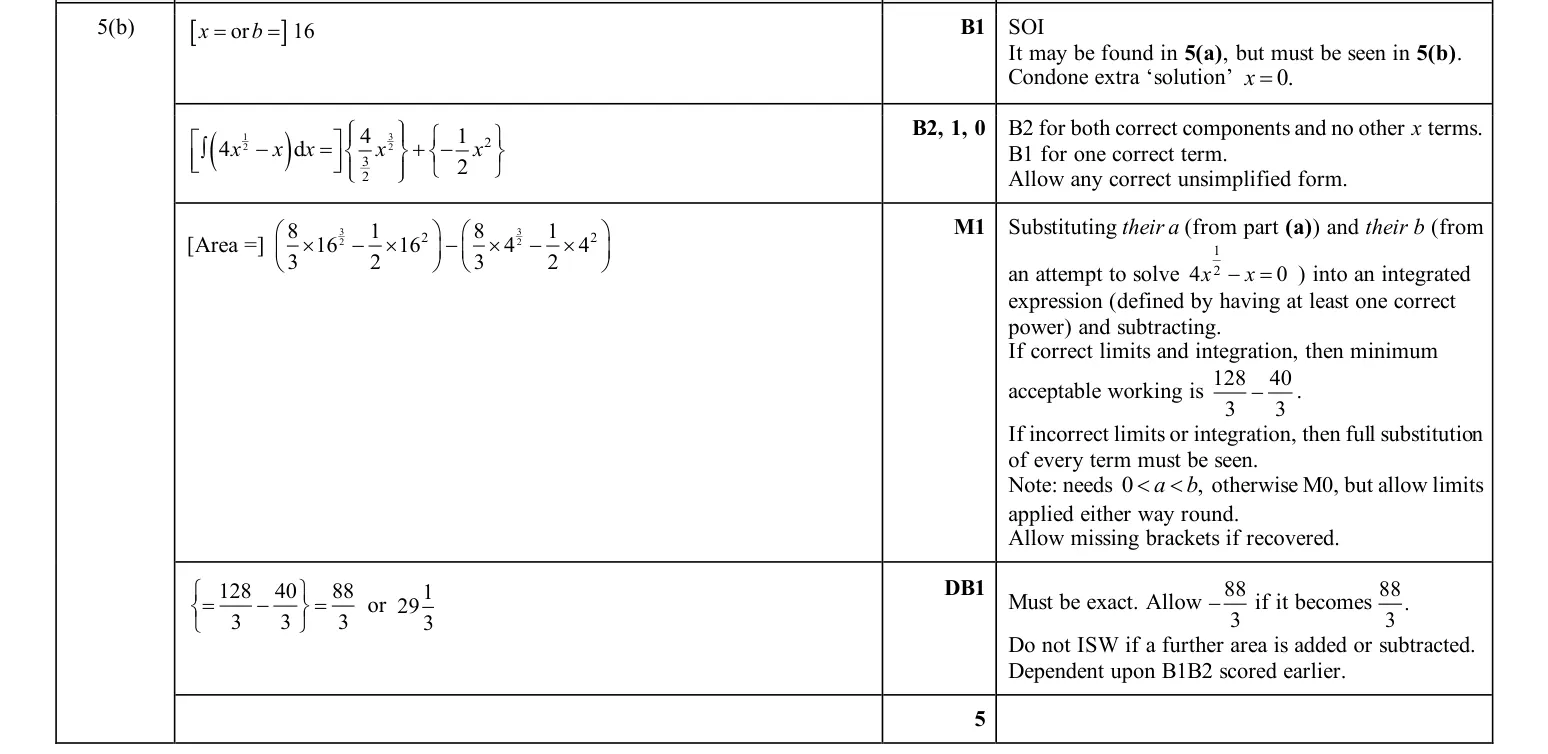 5(b)
[x = or b =] 16
B1
SOI
It may be found in 5(a), but must be seen in 5(b).
Condone extra ‘solution’ x = 0.
[∫(4x^{1/2} − x)dx =]{4/(3/2) x^{3/2}} + {−1/2 x²}
B2, 1, 0
B2 for both correct components and no other x terms.
B1 for one correct term.
Allow any correct unsimplified form.
[Area =] (8/3 × 16^{3/2} − 1/2 × 16²) − (8/3 × 4^{3/2} − 1/2 × 4²)
M1
Substituting their a (from part (a)) and their b (from
an attempt to solve 4x^{1/2} − x = 0 ) into an integrated
expression (defined by having at least one correct
power) and subtracting.
If correct limits and integration, then minimum
acceptable working is 128/3 − 40/3.
If incorrect limits or integration, then full substitution
of every term must be seen.
Note: needs 0 < a < b, otherwise M0, but allow limits
applied either way round.
Allow missing brackets if recovered.
{= 128/3 − 40/3} = 88/3 or 29 1/3
DB1
Must be exact. Allow −88/3 if it becomes 88/3.
Do not ISW if a further area is added or subtracted.
Dependent upon B1B2 scored earlier.
5